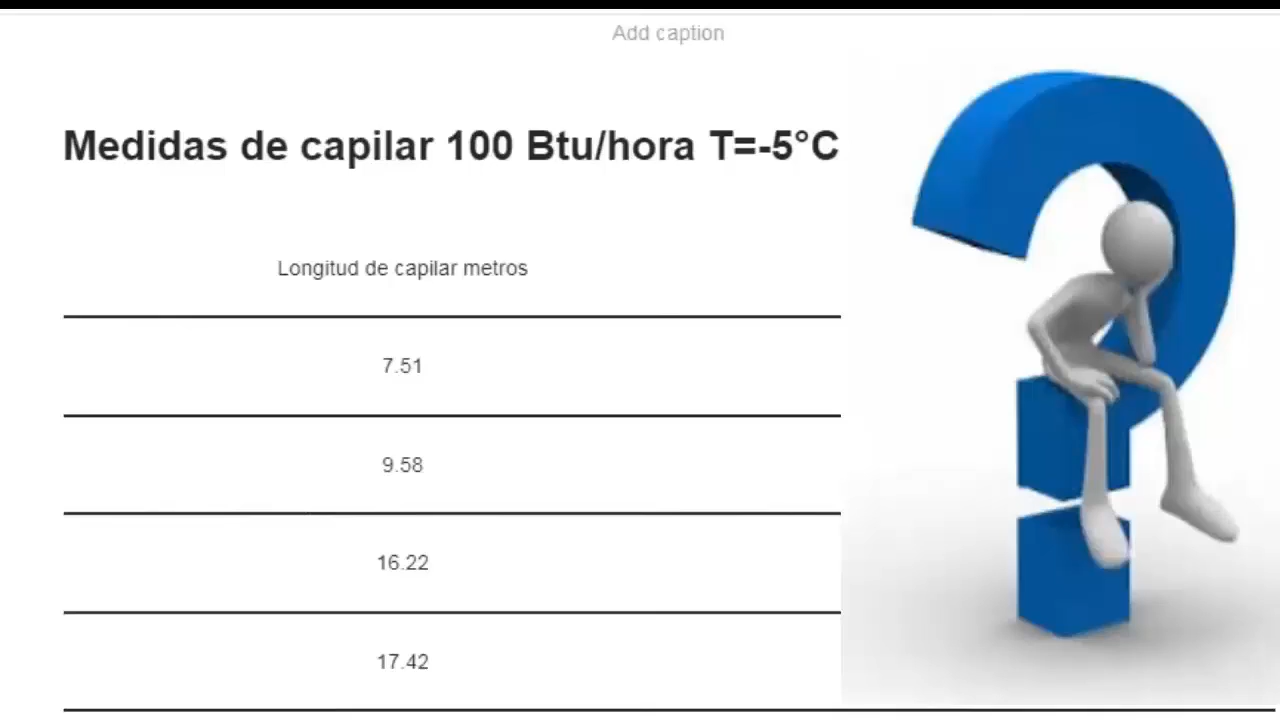 Add caption
Medidas de capilar 100 Btu/hora T=-5°C
Longitud de capilar metros
7.51
9.58
16.22
17.42